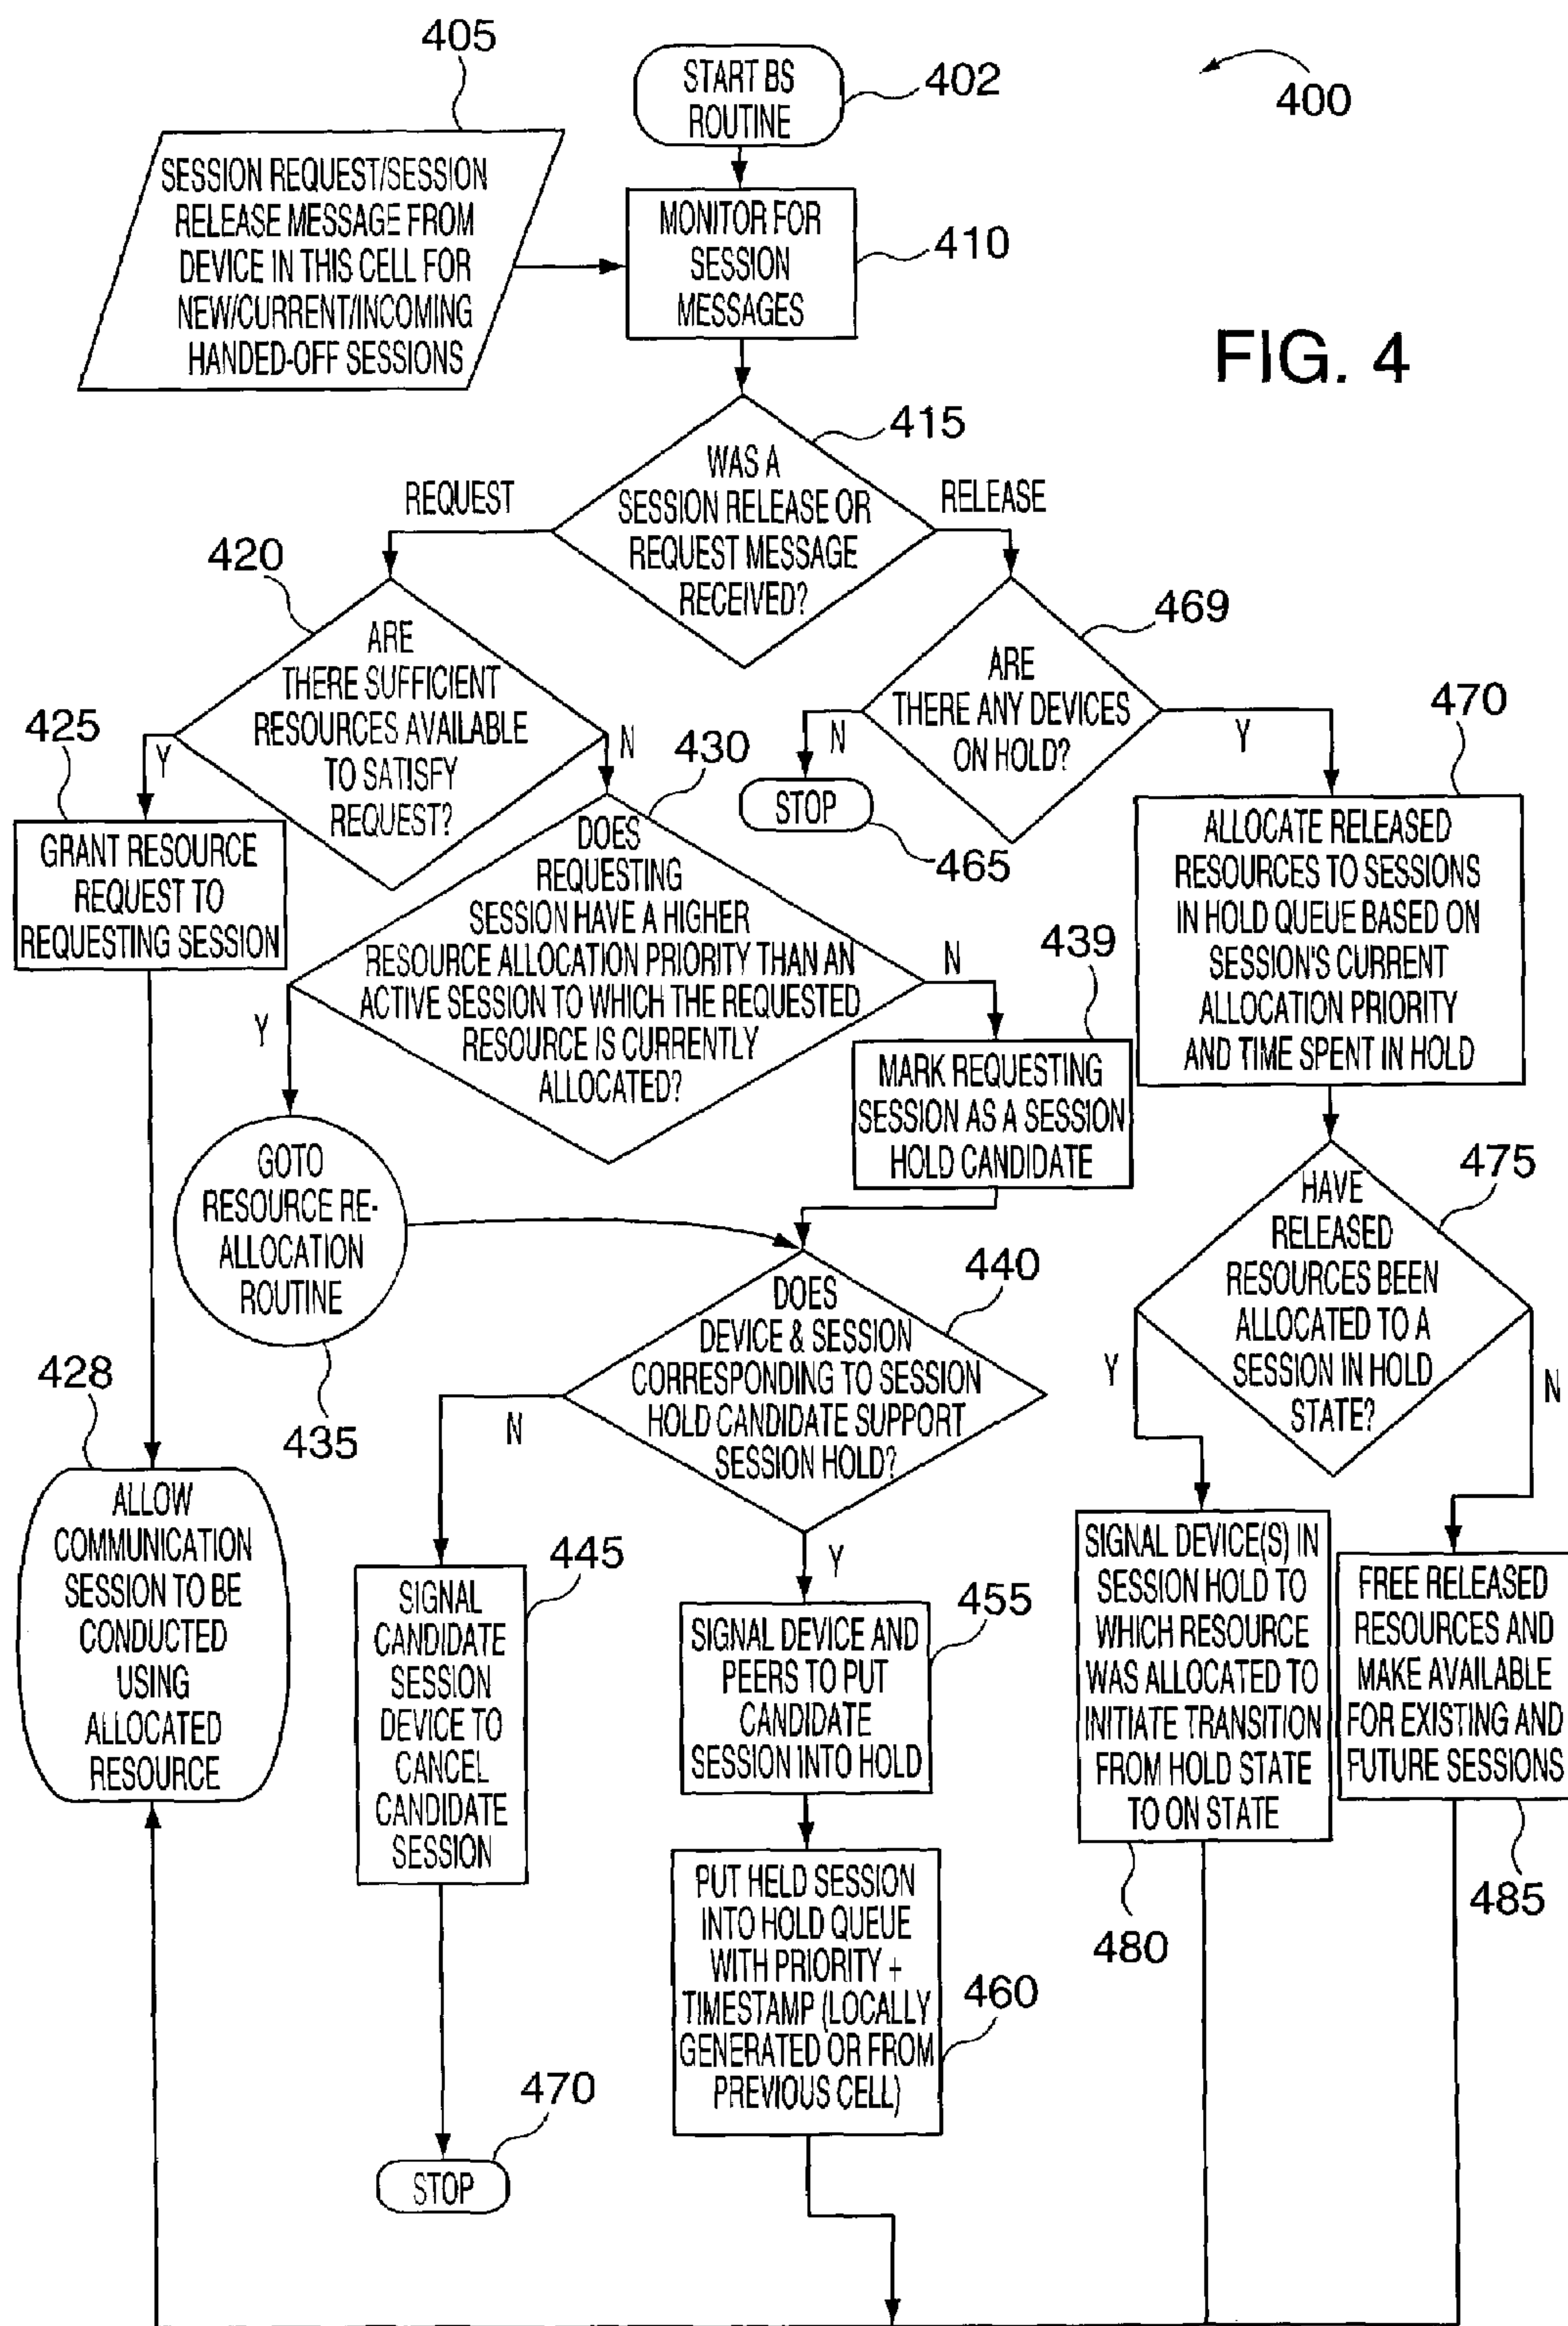 405
START BS
ROUTINE
402
400
SESSION REQUEST/SESSION
RELEASE MESSAGE FROM
DEVICE IN THIS CELL FOR
NEW/CURRENT/INCOMING
HANDED-OFF SESSIONS
MONITOR FOR
SESSION
MESSAGES
410
FIG. 4
415
WAS A
SESSION RELEASE OR
REQUEST MESSAGE
RECEIVED?
REQUEST
RELEASE
420
ARE
THERE SUFFICIENT
RESOURCES AVAILABLE
TO SATISFY
REQUEST?
Y
N
469
ARE
THERE ANY DEVICES
ON HOLD?
N
Y
STOP
465
425
GRANT RESOURCE
REQUEST TO
REQUESTING SESSION
430
DOES
REQUESTING
SESSION HAVE A HIGHER
RESOURCE ALLOCATION PRIORITY THAN AN
ACTIVE SESSION TO WHICH THE REQUESTED
RESOURCE IS CURRENTLY
ALLOCATED?
Y
N
439
MARK REQUESTING
SESSION AS A SESSION
HOLD CANDIDATE
470
ALLOCATE RELEASED
RESOURCES TO SESSIONS
IN HOLD QUEUE BASED ON
SESSION'S CURRENT
ALLOCATION PRIORITY
AND TIME SPENT IN HOLD
GOTO
RESOURCE RE-
ALLOCATION
ROUTINE
435
440
DOES
DEVICE & SESSION
CORRESPONDING TO SESSION
HOLD CANDIDATE SUPPORT
SESSION HOLD?
N
Y
475
HAVE
RELEASED
RESOURCES BEEN
ALLOCATED TO A
SESSION IN HOLD
STATE?
Y
N
428
ALLOW
COMMUNICATION
SESSION TO BE
CONDUCTED
USING
ALLOCATED
RESOURCE
445
SIGNAL
CANDIDATE
SESSION
DEVICE TO
CANCEL
CANDIDATE
SESSION
455
SIGNAL DEVICE AND
PEERS TO PUT
CANDIDATE
SESSION INTO HOLD
SIGNAL DEVICE(S) IN
SESSION HOLD TO
WHICH RESOURCE
WAS ALLOCATED TO
INITIATE TRANSITION
FROM HOLD STATE
TO ON STATE
480
FREE RELEASED
RESOURCES AND
MAKE AVAILABLE
FOR EXISTING AND
FUTURE SESSIONS
485
PUT HELD SESSION
INTO HOLD QUEUE
WITH PRIORITY +
TIMESTAMP (LOCALLY
GENERATED OR FROM
PREVIOUS CELL)
460
470
STOP